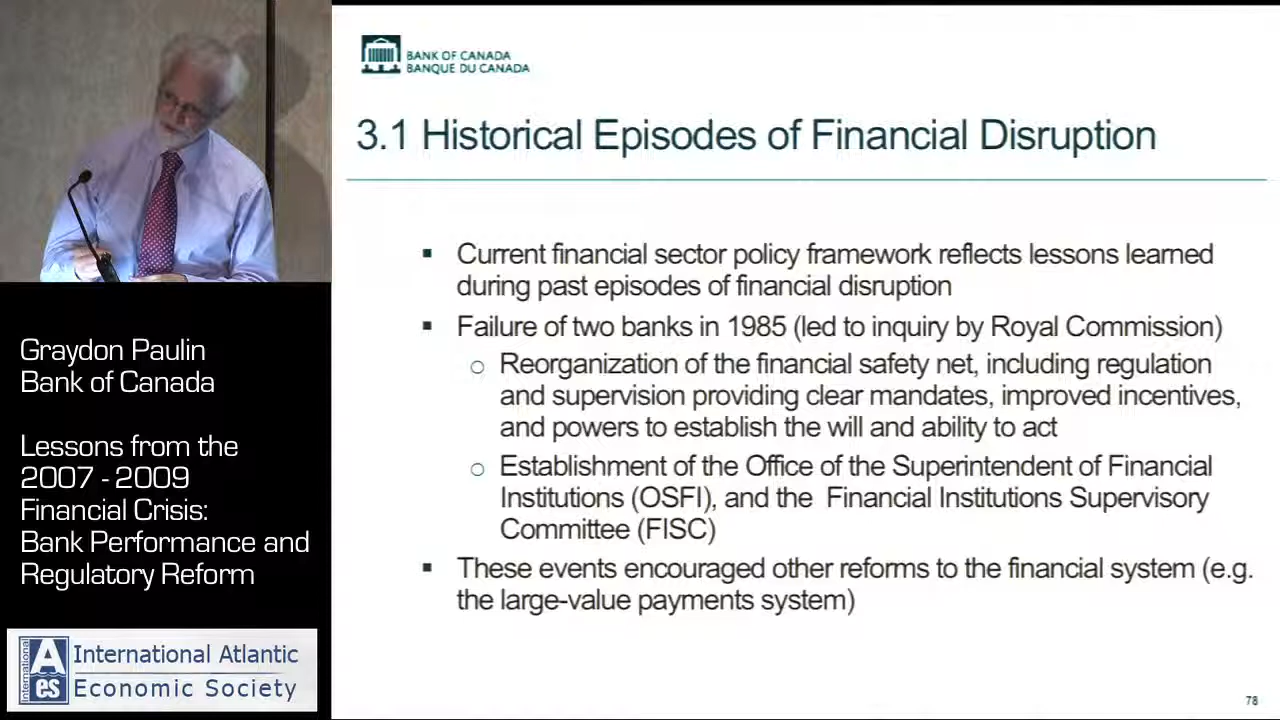 BANK OF CANADA
BANQUE DU CANADA
3.1 Historical Episodes of Financial Disruption
▪ Current financial sector policy framework reflects lessons learned
during past episodes of financial disruption
▪ Failure of two banks in 1985 (led to inquiry by Royal Commission)
○ Reorganization of the financial safety net, including regulation
and supervision providing clear mandates, improved incentives,
and powers to establish the will and ability to act
○ Establishment of the Office of the Superintendent of Financial
Institutions (OSFI), and the Financial Institutions Supervisory
Committee (FISC)
▪ These events encouraged other reforms to the financial system (e.g.
the large-value payments system)
78
Graydon Paulin
Bank of Canada
Lessons from the
2007 - 2009
Financial Crisis:
Bank Performance and
Regulatory Reform
International
A
es
International Atlantic
Economic Society